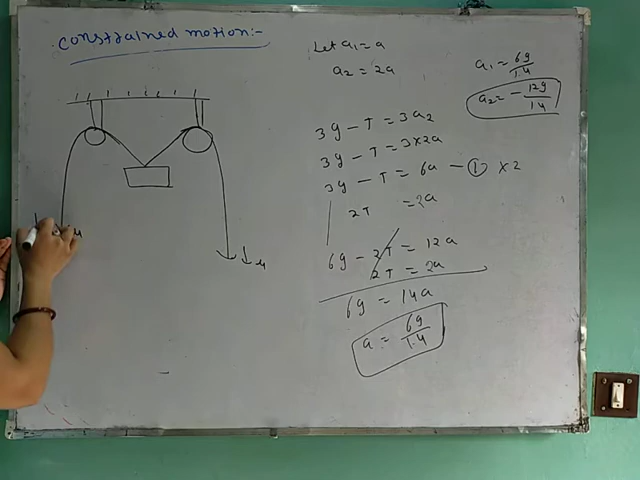 Constrained motion:-
Let a₁ = a
a₂ = 2a
a₁ = 6g/14
a₂ = - 12g/14
3g - T = 3a₂
3g - T = 3×2a
3g - T = 6a — ① ×2
2T = 2a
6g - 2T = 12a
2T = 2a
6g = 14a
a = 6g/14
u
u